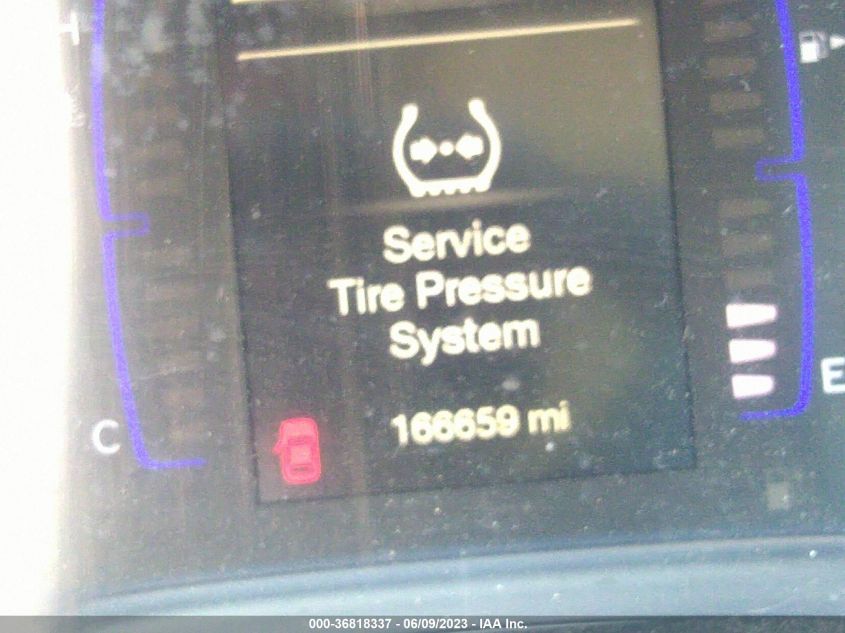 H
Service
Tire Pressure
System
166659 mi
C
E
000-36818337 - 06/09/2023 - IAA Inc.